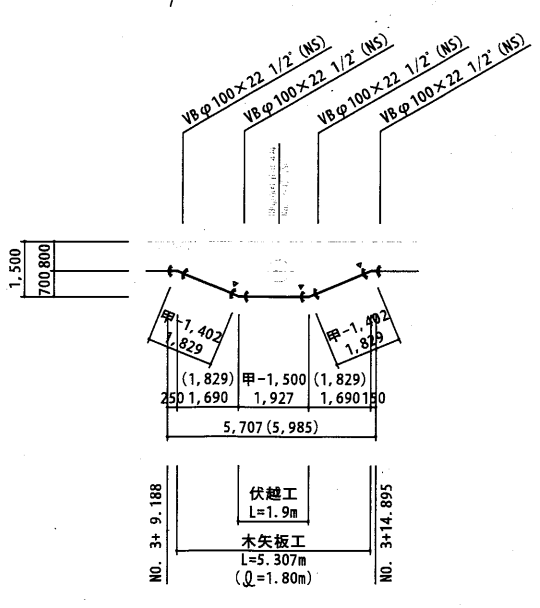 VBφ100×22 1/2° (NS)
VBφ100×22 1/2° (NS)
VBφ100×22 1/2° (NS)
VBφ100×22 1/2° (NS)
1,500
800
700
甲-1,402
1,829
甲-1,402
1,829
(1,829) 甲-1,500 (1,829)
250 1,690 1,927 1,690 150
5,707(5,985)
伏越工
L=1.9m
木矢板工
L=5.307m
(ℓ=1.80m)
NO. 3+ 9.188
NO. 3+14.895